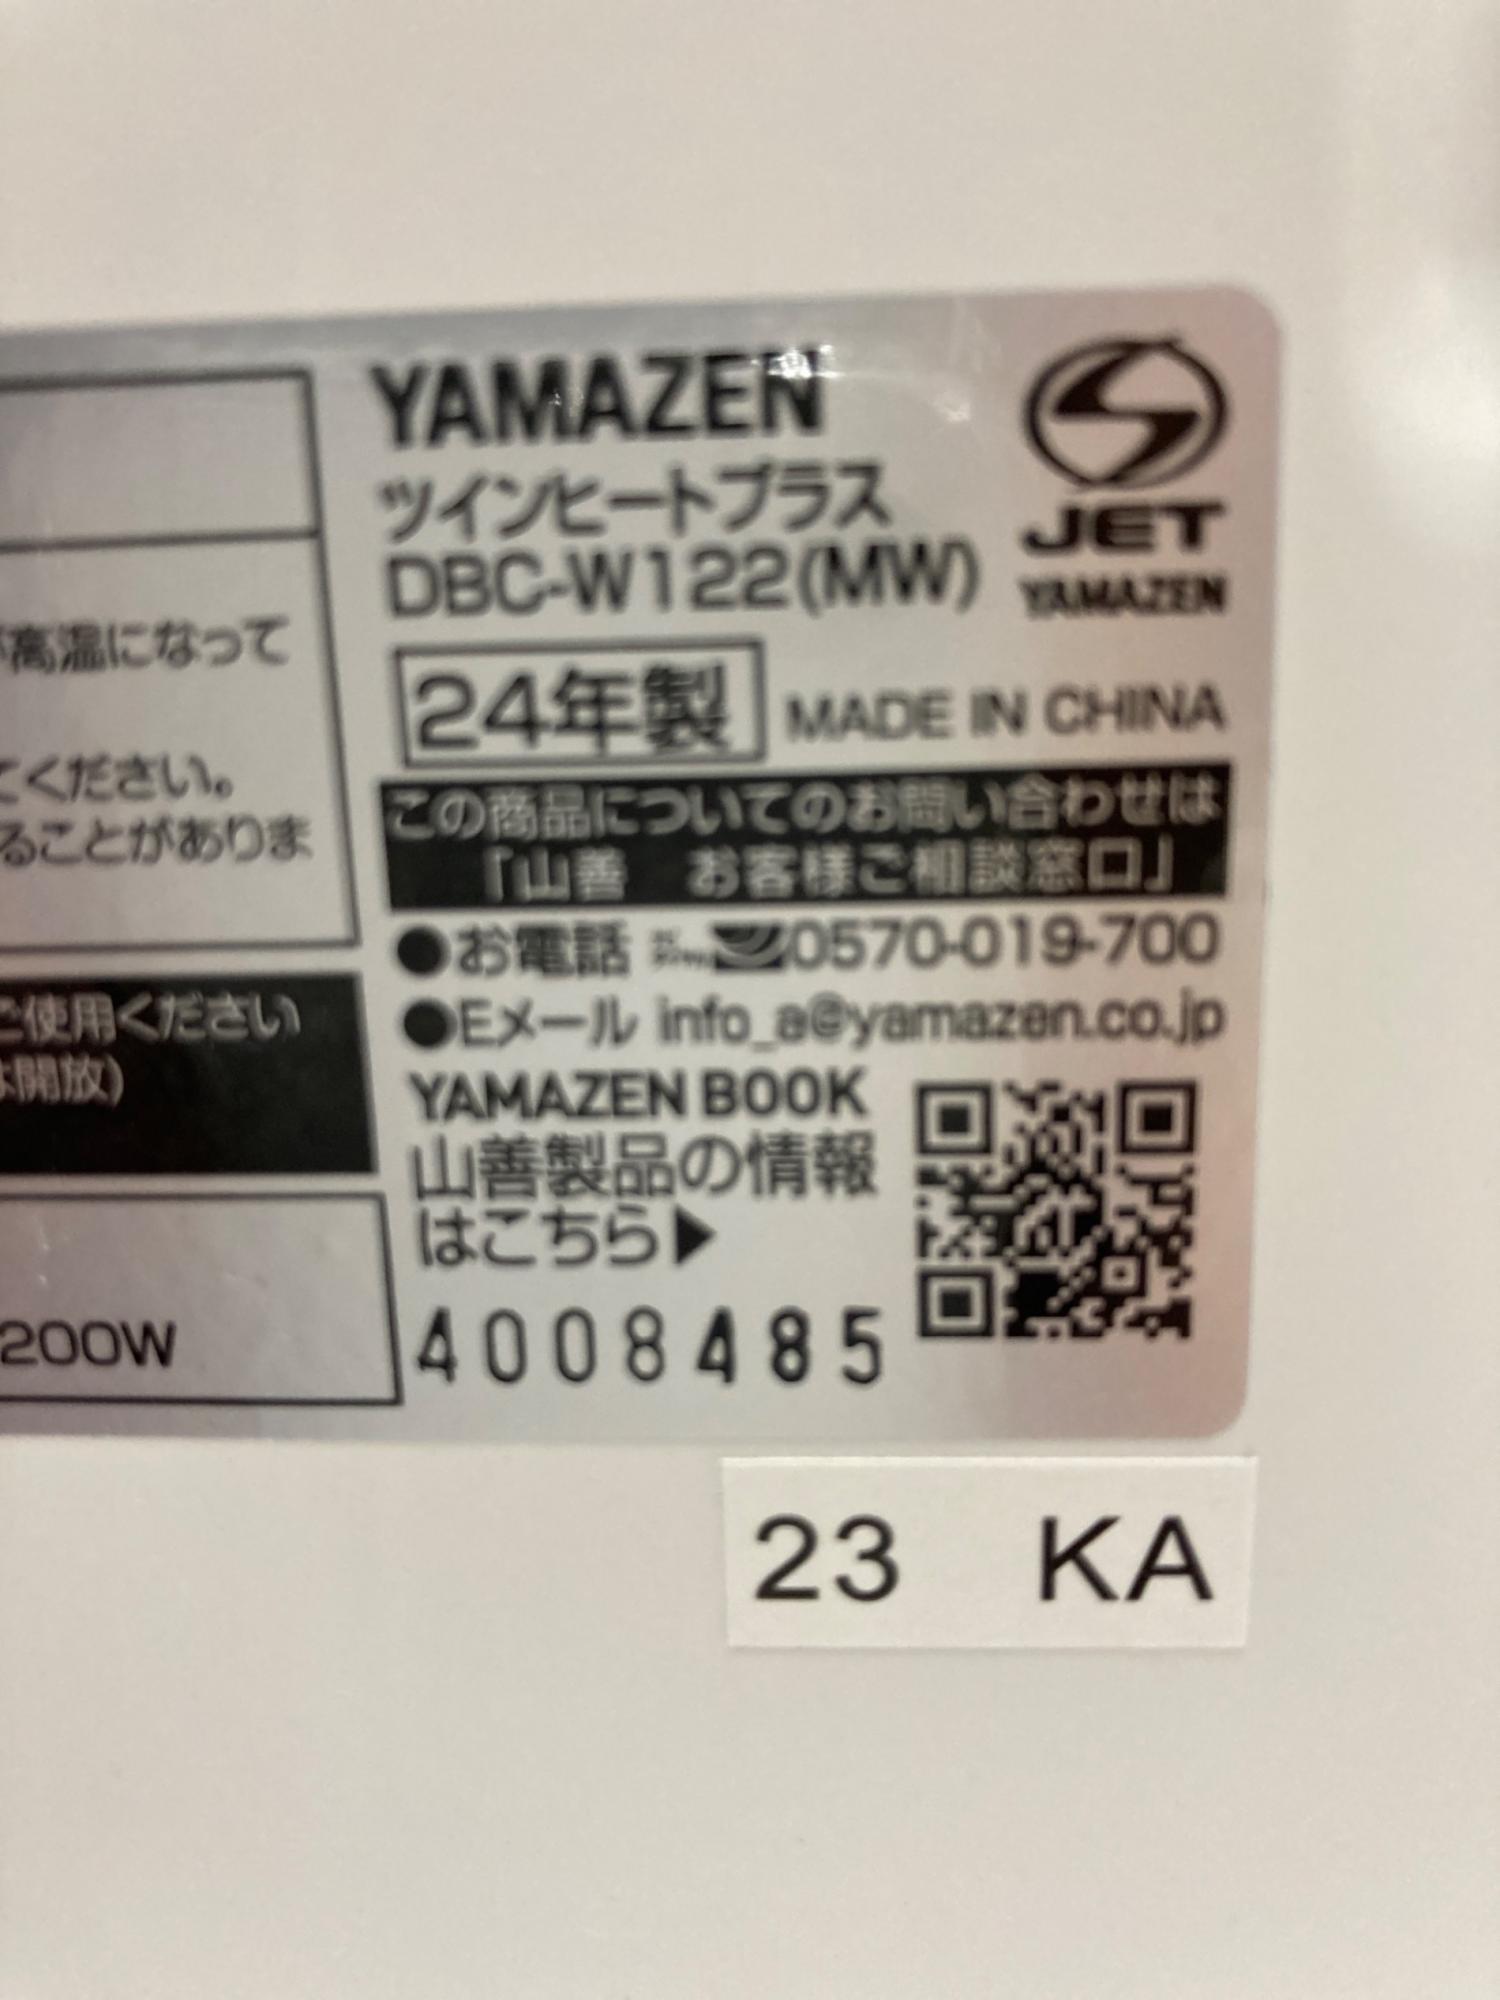 高温になって
てください。
ることがありま
ご使用ください
は開放)
200W
YAMAZEN
ツインヒートプラス
DBC-W122(MW)
JET
YAMAZEN
24年製 MADE IN CHINA
この商品についてのお問い合わせは
「山善 お客様ご相談窓口」
●お電話 0570-019-700
●Eメール info_a@yamazen.co.jp
YAMAZEN BOOK
山善製品の情報
はこちら▶
4008485
23 KA